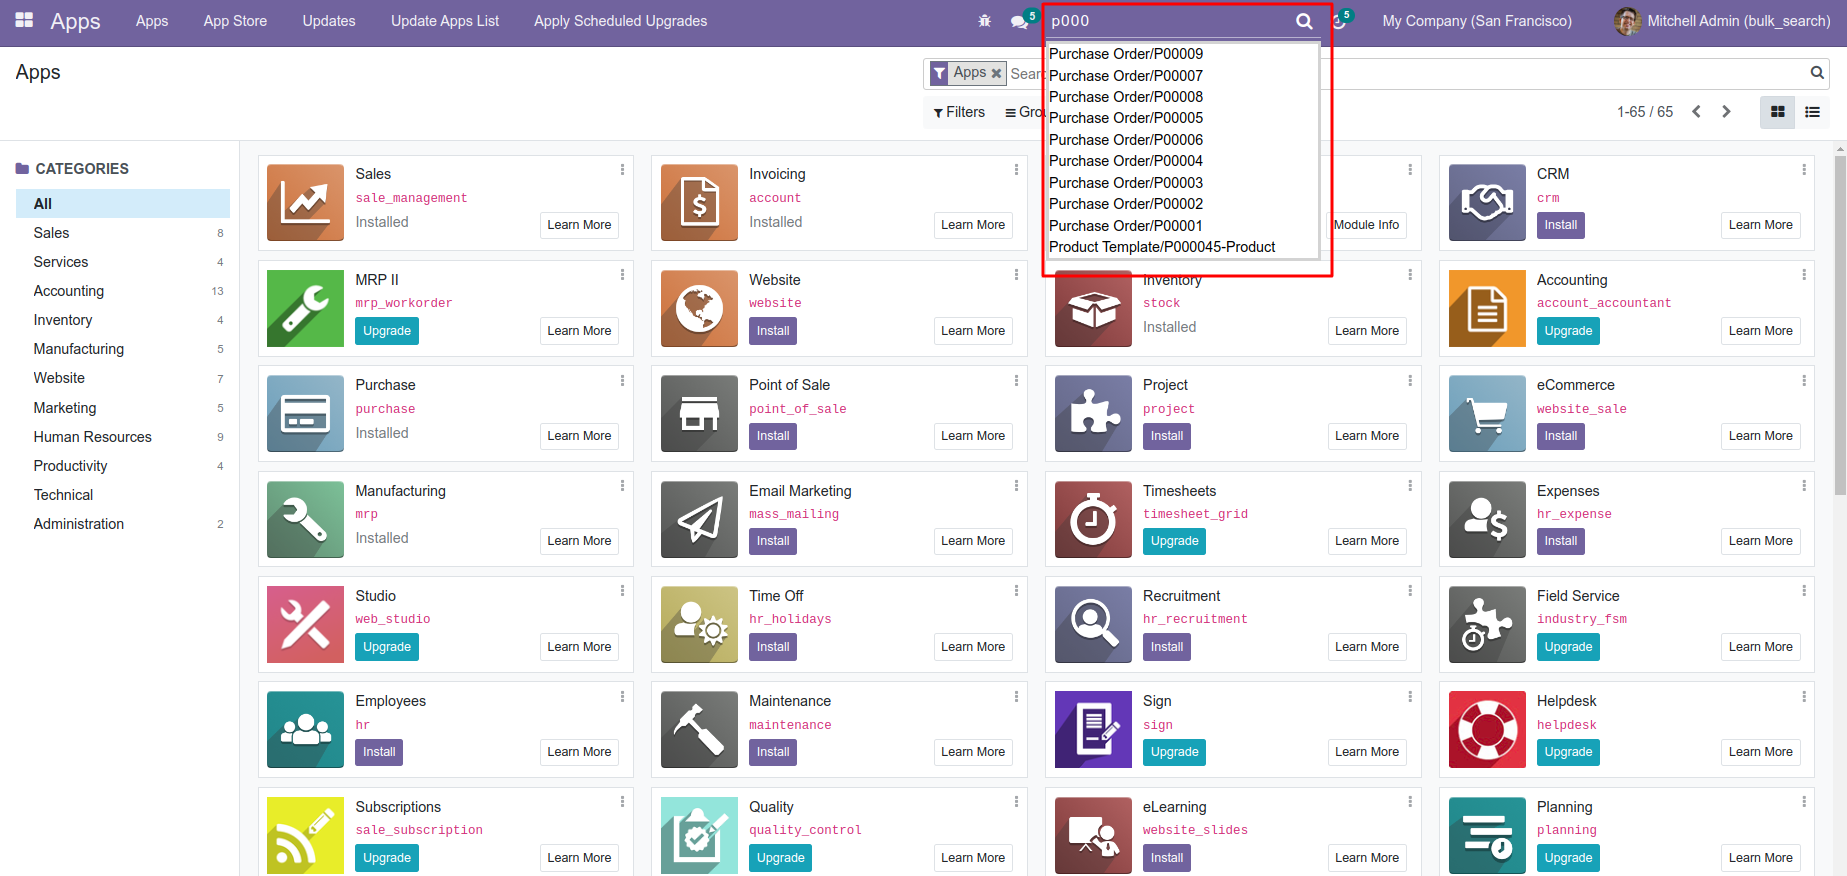 Apps
Apps
App Store
Updates
Update Apps List
Apply Scheduled Upgrades
5
p000
5
My Company (San Francisco)
Mitchell Admin (bulk_search)
Purchase Order/P00009
Purchase Order/P00007
Purchase Order/P00008
Purchase Order/P00005
Purchase Order/P00006
Purchase Order/P00004
Purchase Order/P00003
Purchase Order/P00002
Purchase Order/P00001
Product Template/P000045-Product
Apps
Apps
Filters
1-65 / 65
CATEGORIES
All
Sales 8
Services 4
Accounting 13
Inventory 4
Manufacturing 5
Website 7
Marketing 5
Human Resources 9
Productivity 4
Technical
Administration 2
Sales
sale_management
Installed
Learn More
Invoicing
account
Installed
Learn More
Module Info
CRM
crm
Install
Learn More
MRP II
mrp_workorder
Upgrade
Learn More
Website
website
Install
Learn More
Inventory
stock
Installed
Learn More
Accounting
account_accountant
Upgrade
Learn More
Purchase
purchase
Installed
Learn More
Point of Sale
point_of_sale
Install
Learn More
Project
project
Install
Learn More
eCommerce
website_sale
Install
Learn More
Manufacturing
mrp
Installed
Learn More
Email Marketing
mass_mailing
Install
Learn More
Timesheets
timesheet_grid
Upgrade
Learn More
Expenses
hr_expense
Install
Learn More
Studio
web_studio
Upgrade
Learn More
Time Off
hr_holidays
Install
Learn More
Recruitment
hr_recruitment
Install
Learn More
Field Service
industry_fsm
Upgrade
Learn More
Employees
hr
Install
Learn More
Maintenance
maintenance
Install
Learn More
Sign
sign
Upgrade
Learn More
Helpdesk
helpdesk
Upgrade
Learn More
Subscriptions
sale_subscription
Upgrade
Learn More
Quality
quality_control
Upgrade
Learn More
eLearning
website_slides
Install
Learn More
Planning
planning
Upgrade
Learn More